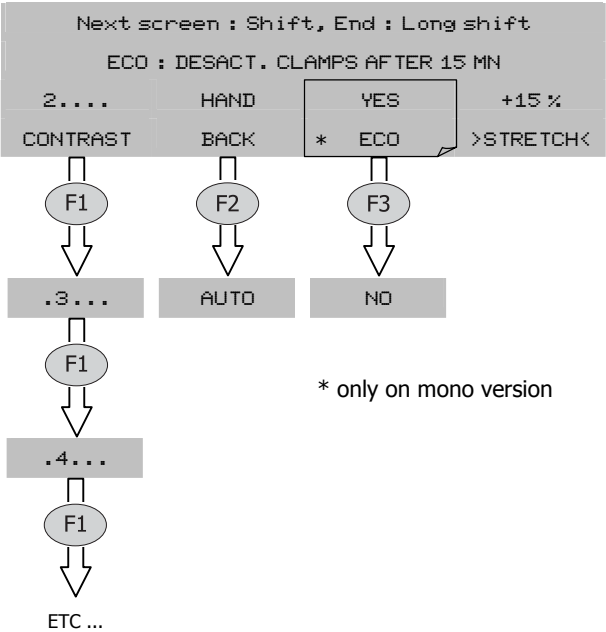 Next screen : Shift, End : Long shift
ECO : DESACT. CLAMPS AFTER 15 MN
2.... HAND YES +15 %
CONTRAST BACK * ECO >STRETCH<
F1 F2 F3
.3... AUTO NO
F1
* only on mono version
.4...
F1
ETC ...